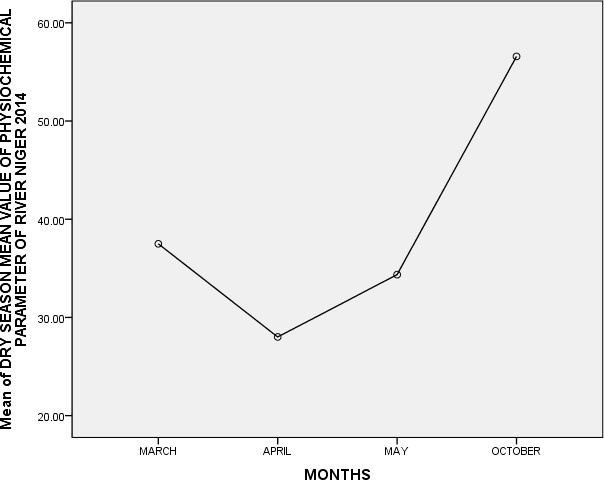 Mean of DRY SEASON MEAN VALUE OF PHYSIOCHEMICAL
PARAMETER OF RIVER NIGER 2014
60.00
50.00
40.00
30.00
20.00
MARCH
APRIL
MAY
OCTOBER
MONTHS